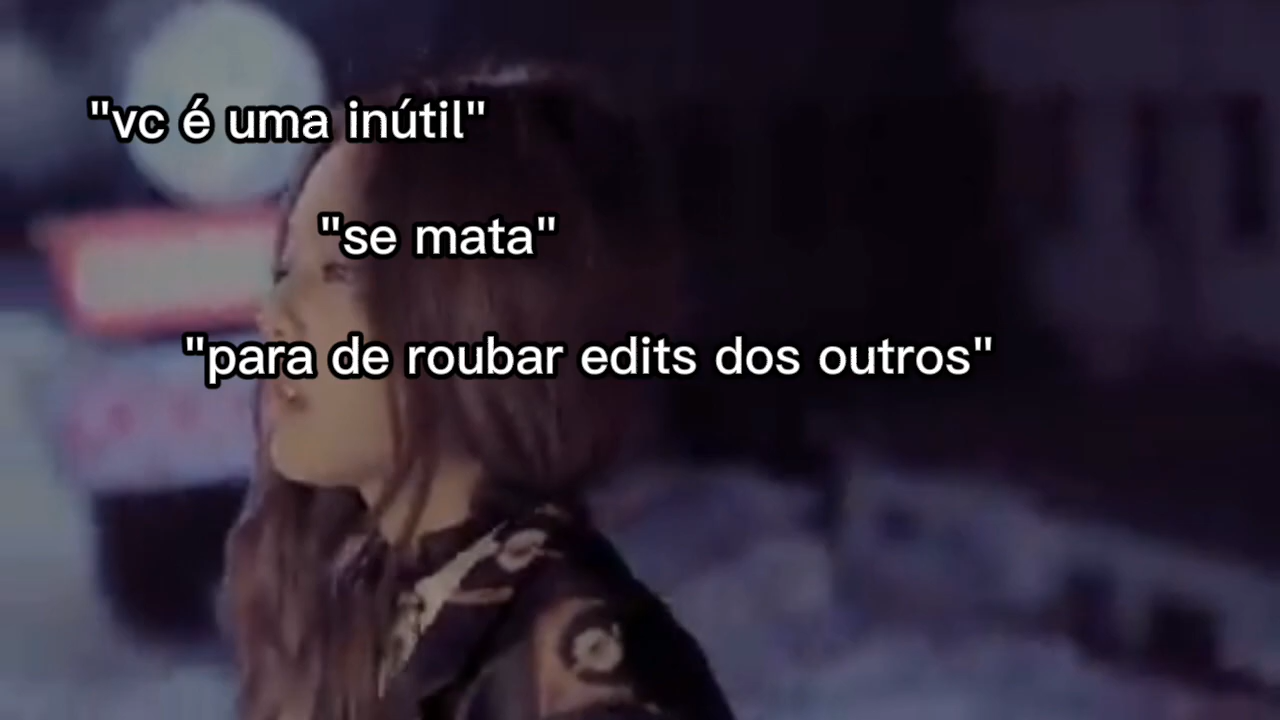 "vc é uma inútil"
"se mata"
"para de roubar edits dos outros"